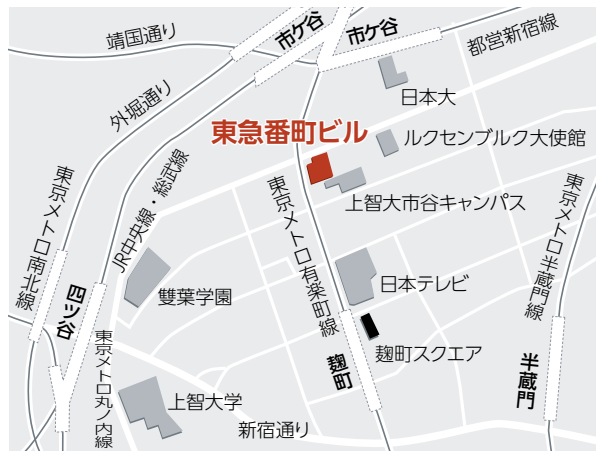 靖国通り
市ケ谷
市ケ谷
都営新宿線
外堀通り
日本大
東急番町ビル
ルクセンブルク大使館
JR中央線・総武線
上智大市谷キャンパス
東京メトロ南北線
東京メトロ有楽町線
東京メトロ半蔵門線
四ツ谷
雙葉学園
日本テレビ
麹町スクエア
東京メトロ丸ノ内線
麹町
半蔵門
上智大学
新宿通り